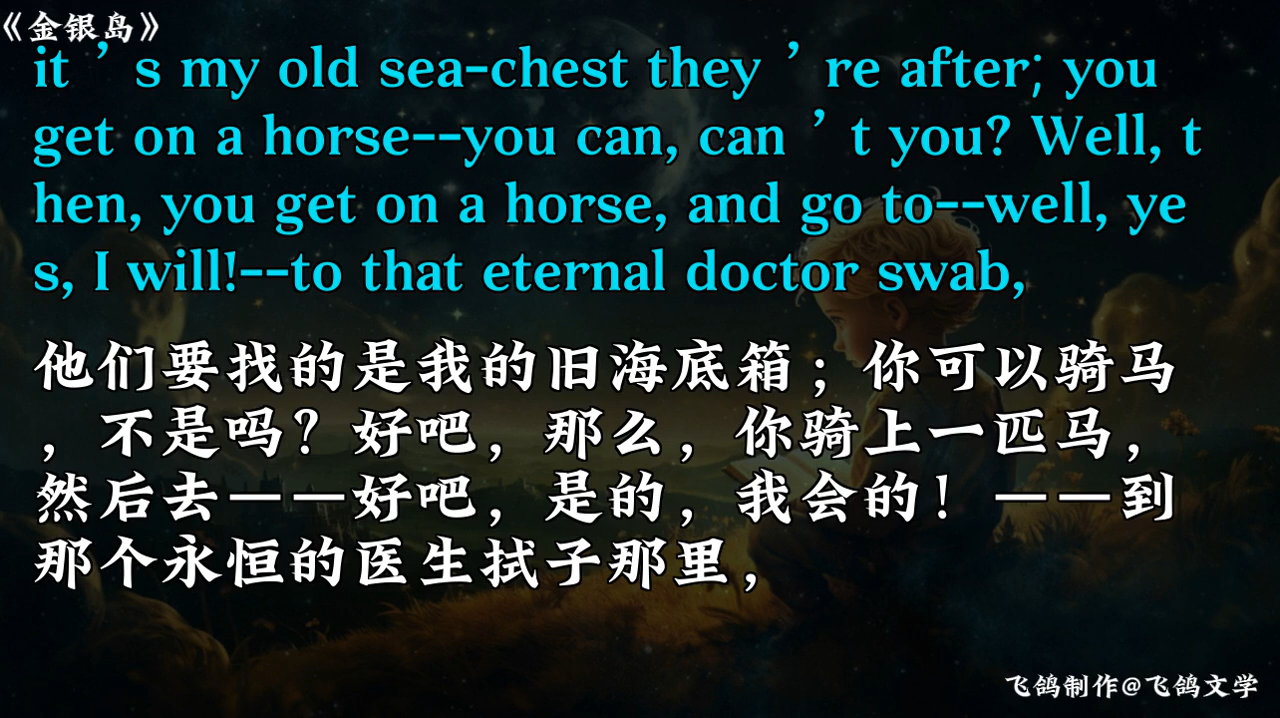 《金银岛》
it ’ s my old sea-chest they ’ re after; you
get on a horse--you can, can ’ t you? Well, t
hen, you get on a horse, and go to--well, ye
s, I will!--to that eternal doctor swab,
他们要找的是我的旧海底箱；你可以骑马
，不是吗？好吧，那么，你骑上一匹马，
然后去——好吧，是的，我会的！——到
那个永恒的医生拭子那里，
飞鸽制作@飞鸽文学